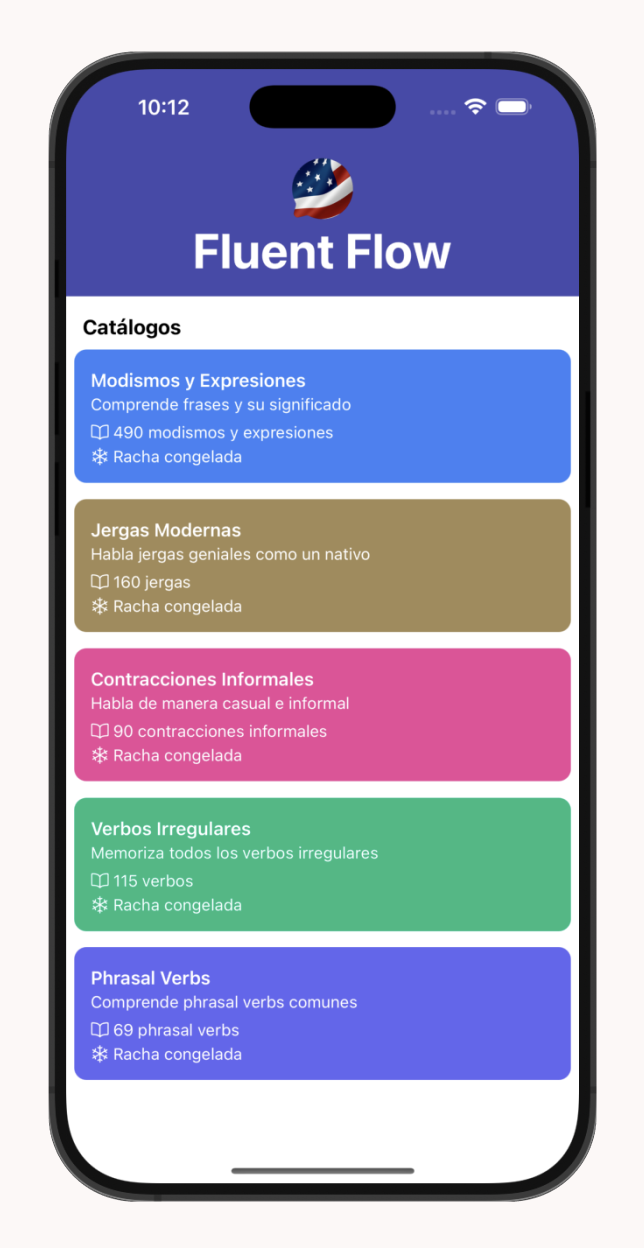 10:12
Fluent Flow
Catálogos
Modismos y Expresiones
Comprende frases y su significado
490 modismos y expresiones
Racha congelada
Jergas Modernas
Habla jergas geniales como un nativo
160 jergas
Racha congelada
Contracciones Informales
Habla de manera casual e informal
90 contracciones informales
Racha congelada
Verbos Irregulares
Memoriza todos los verbos irregulares
115 verbos
Racha congelada
Phrasal Verbs
Comprende phrasal verbs comunes
69 phrasal verbs
Racha congelada